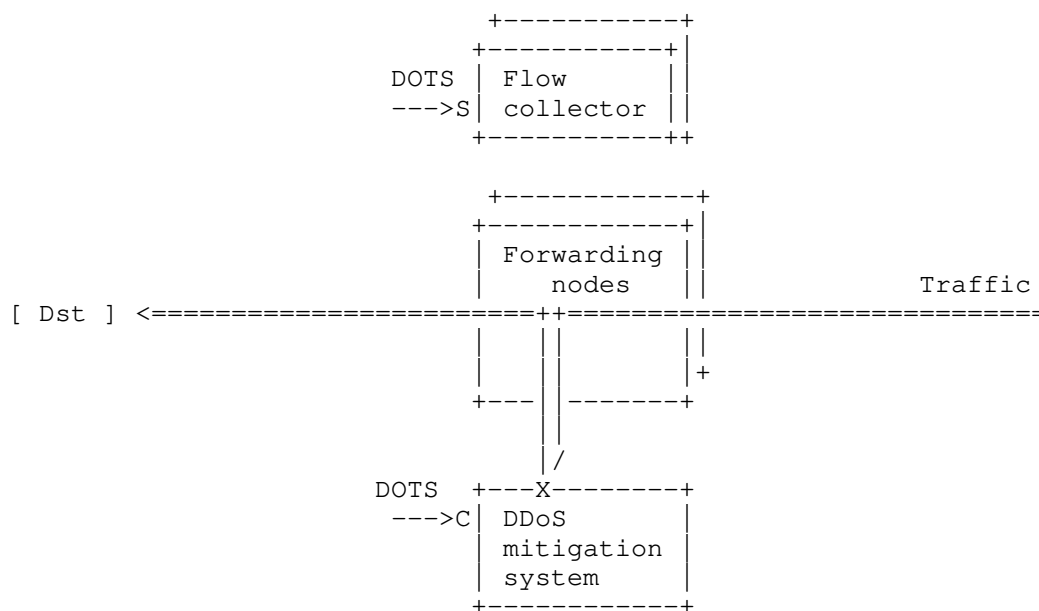 DOTS | Flow
--->S| collector
Forwarding
nodes
Traffic
[ Dst ] <========================++==============================
DOTS +---X--------+
--->C| DDoS
mitigation
system